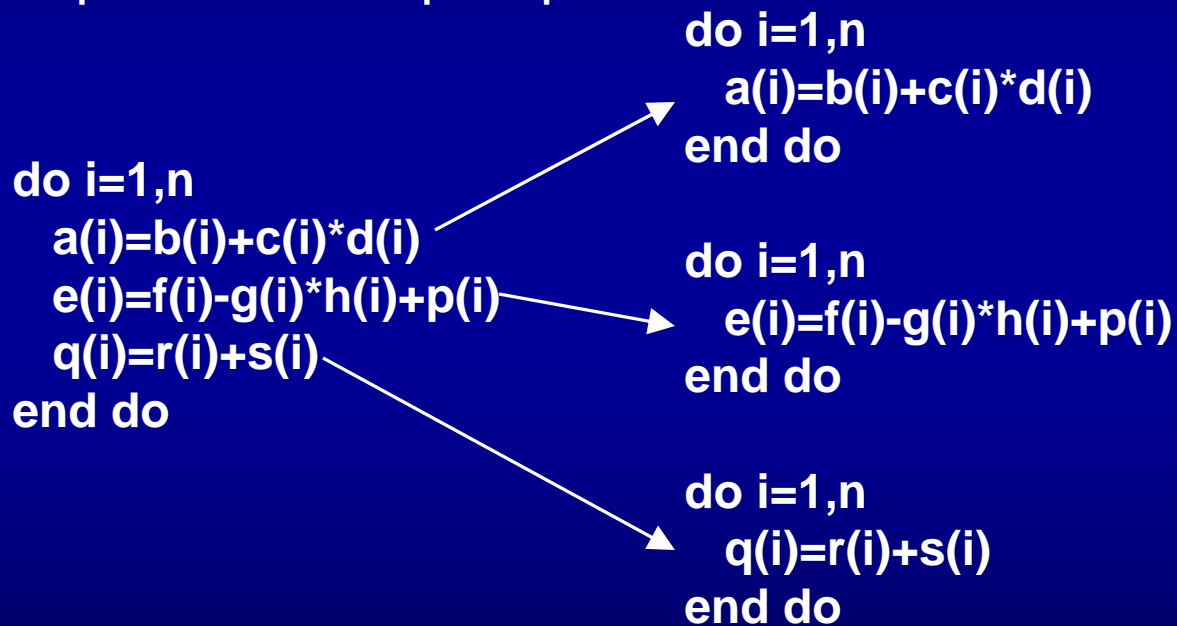 do i=1,n
a(i)=b(i)+c(i)*d(i)
e(i)=f(i)-g(i)*h(i)+p(i)
q(i)=r(i)+s(i)
end do
do i=1,n
a(i)=b(i)+c(i)*d(i)
end do
do i=1,n
e(i)=f(i)-g(i)*h(i)+p(i)
end do
do i=1,n
q(i)=r(i)+s(i)
end do